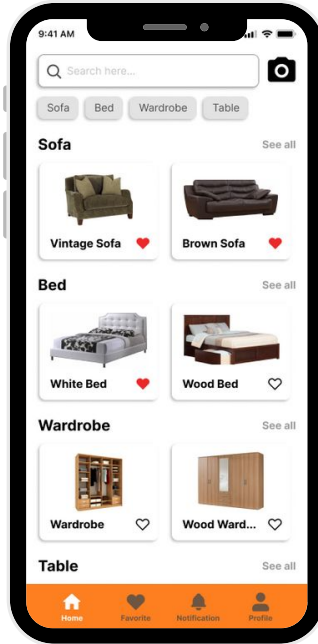 9:41 AM
Search here...
Sofa Bed Wardrobe Table
Sofa See all
Vintage Sofa Brown Sofa
Bed See all
White Bed Wood Bed
Wardrobe See all
Wardrobe Wood Ward...
Table See all
Home Favorite Notification Profile